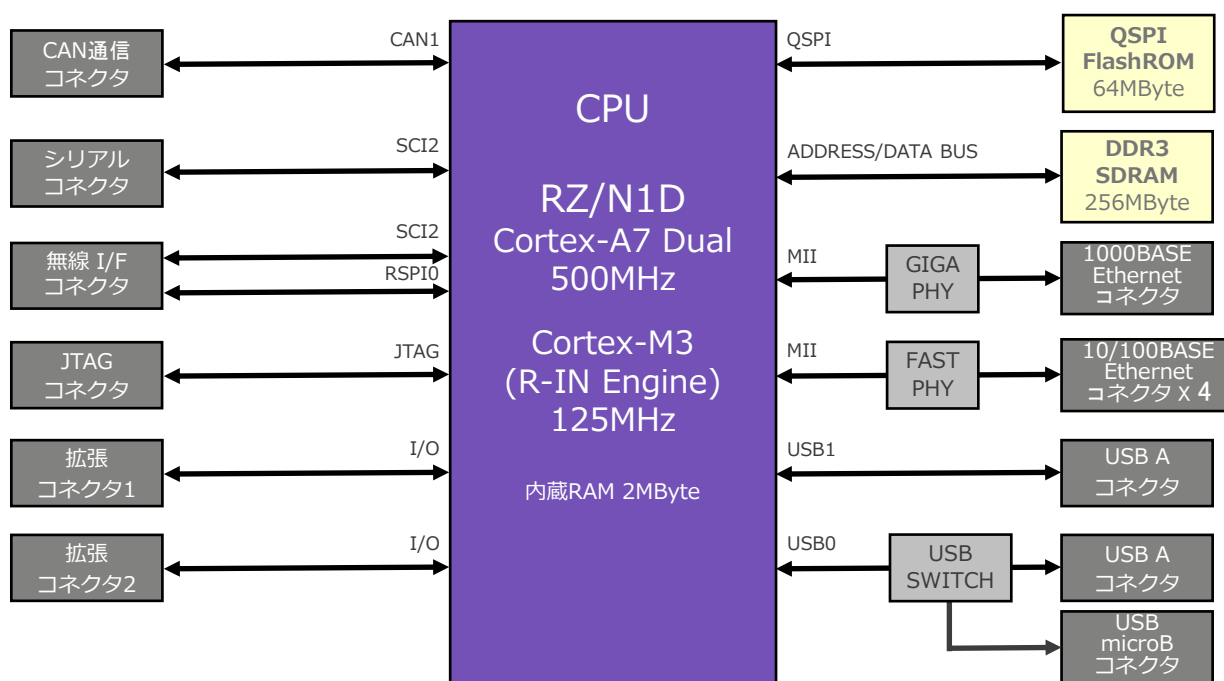 CAN通信
コネクタ
CAN1
シリアル
コネクタ
SCI2
無線 I/F
コネクタ
SCI2
RSPI0
JTAG
コネクタ
JTAG
拡張
コネクタ1
I/O
拡張
コネクタ2
I/O
CPU
RZ/N1D
Cortex-A7 Dual
500MHz
Cortex-M3
(R-IN Engine)
125MHz
内蔵RAM 2MByte
QSPI
QSPI
FlashROM
64MByte
ADDRESS/DATA BUS
DDR3
SDRAM
256MByte
MII
GIGA
PHY
1000BASE
Ethernet
コネクタ
MII
FAST
PHY
10/100BASE
Ethernet
コネクタ X 4
USB1
USB A
コネクタ
USB0
USB
SWITCH
USB A
コネクタ
USB
microB
コネクタ